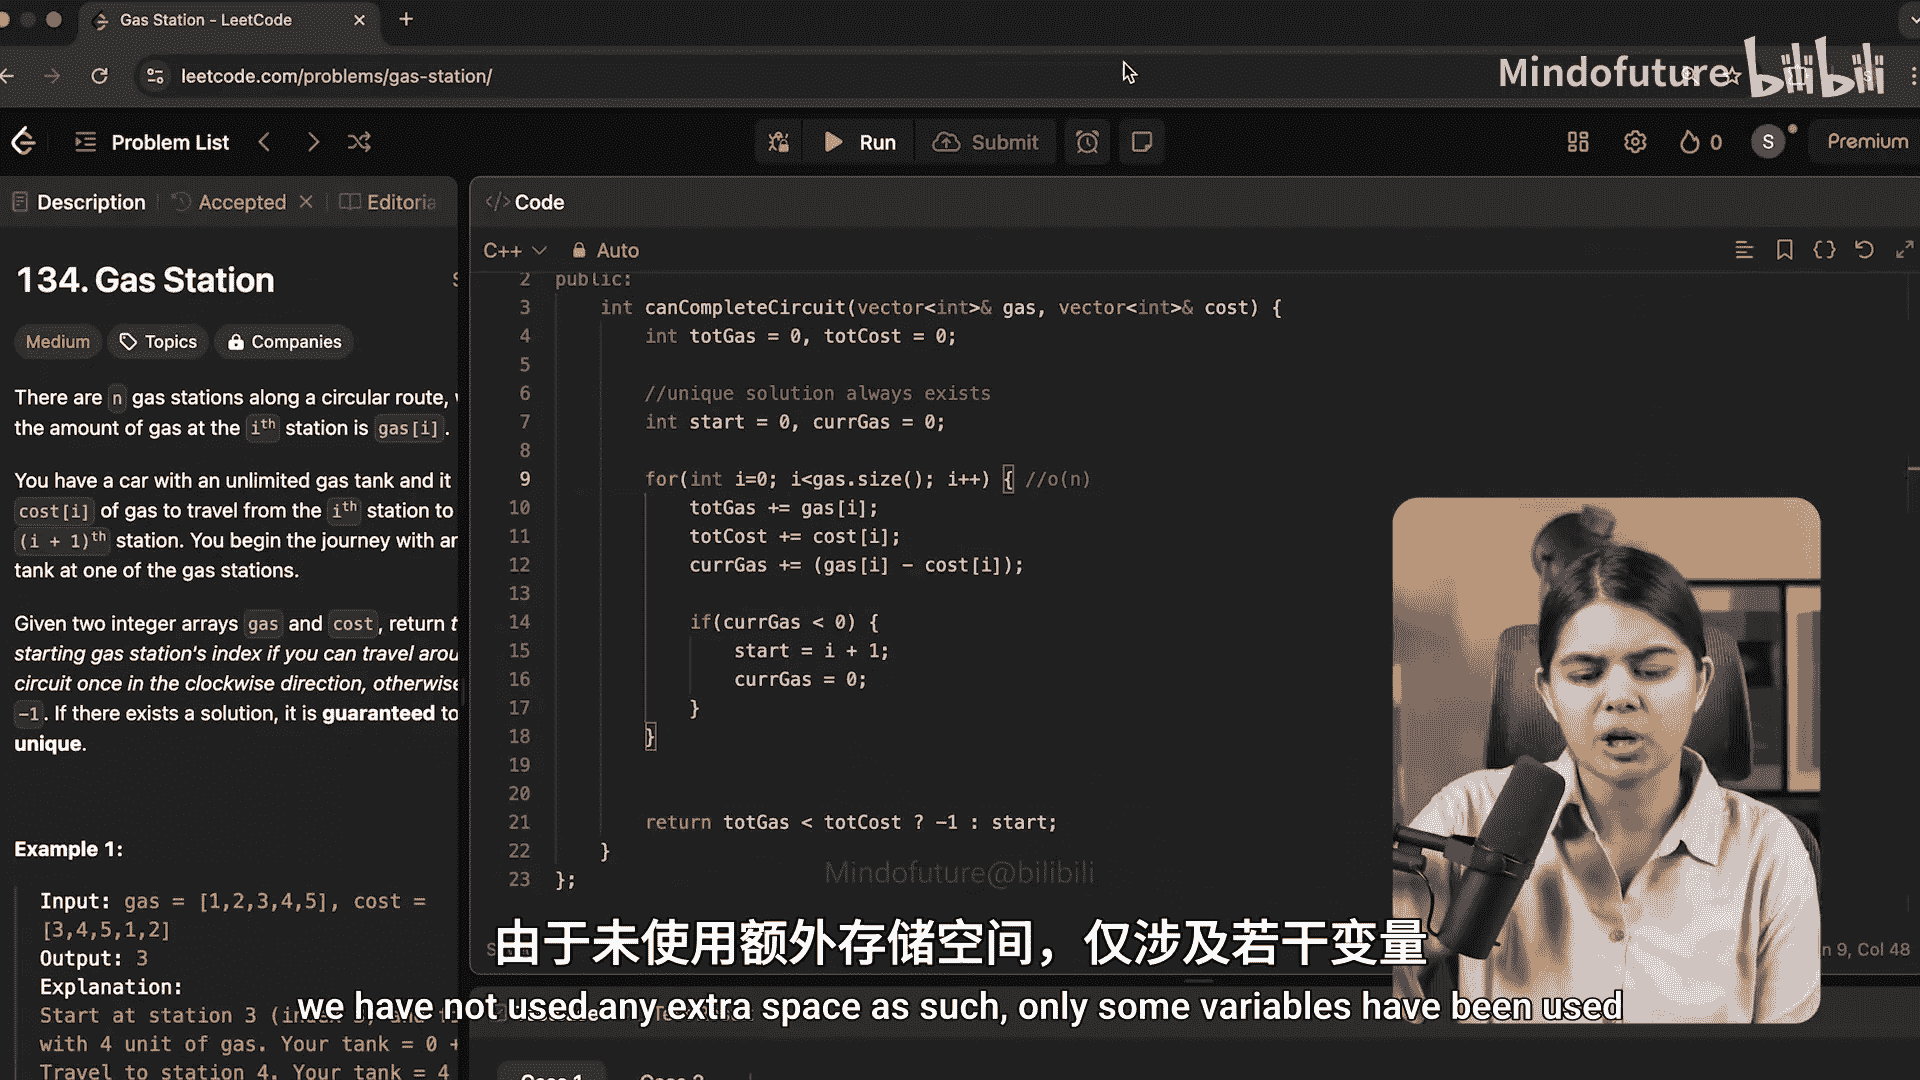 Gas Station - LeetCode
leetcode.com/problems/gas-station/
Mindofuture bilibili
Problem List
Run
Submit
0
S
Premium
Description
Accepted
Editoria
134. Gas Station
Medium
Topics
Companies
There are n gas stations along a circular route,
the amount of gas at the ith station is gas[i].
You have a car with an unlimited gas tank and it
cost[i] of gas to travel from the ith station to
(i + 1)th station. You begin the journey with an
tank at one of the gas stations.
Given two integer arrays gas and cost, return
starting gas station's index if you can travel arou
circuit once in the clockwise direction, otherwise
-1. If there exists a solution, it is guaranteed to
unique.
Example 1:
Input: gas = [1,2,3,4,5], cost =
[3,4,5,1,2]
Output: 3
Explanation:
Start at station 3 (index
with 4 unit of gas. Your tank = 0 +
Travel to station 4. Your tank = 4
</> Code
C++
Auto
2 public:
3 int canCompleteCircuit(vector<int>& gas, vector<int>& cost) {
4 int totGas = 0, totCost = 0;
5
6 //unique solution always exists
7 int start = 0, currGas = 0;
8
9 for(int i=0; i<gas.size(); i++) { //o(n)
10 totGas += gas[i];
11 totCost += cost[i];
12 currGas += (gas[i] - cost[i]);
13
14 if(currGas < 0) {
15 start = i + 1;
16 currGas = 0;
17 }
18 }
19
20
21 return totGas < totCost ? -1 : start;
22 }
23 };
Mindofuture@bilibili
n 9, Col 48
由于未使用额外存储空间，仅涉及若干变量
we have not used any extra space as such, only some variables have been used